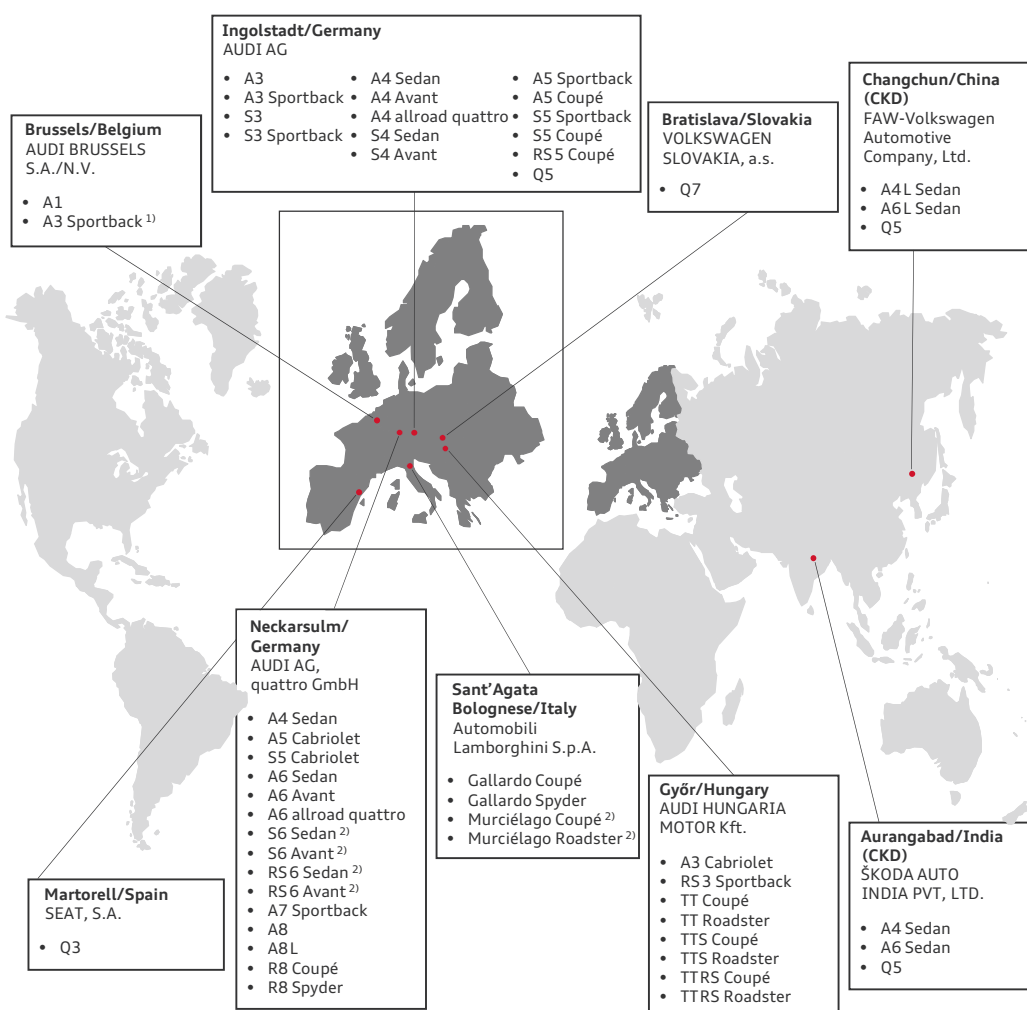 Ingolstadt/Germany
AUDI AG
• A3
• A3 Sportback
• S3
• S3 Sportback
• A4 Sedan
• A4 Avant
• A4 allroad quattro
• S4 Sedan
• S4 Avant
• A5 Sportback
• A5 Coupé
• S5 Sportback
• S5 Coupé
• RS 5 Coupé
• Q5
Brussels/Belgium
AUDI BRUSSELS
S.A./N.V.
• A1
• A3 Sportback 1)
Bratislava/Slovakia
VOLKSWAGEN
SLOVAKIA, a.s.
• Q7
Changchun/China
(CKD)
FAW-Volkswagen
Automotive
Company, Ltd.
• A4 L Sedan
• A6 L Sedan
• Q5
Neckarsulm/
Germany
AUDI AG,
quattro GmbH
• A4 Sedan
• A5 Cabriolet
• S5 Cabriolet
• A6 Sedan
• A6 Avant
• A6 allroad quattro
• S6 Sedan 2)
• S6 Avant 2)
• RS 6 Sedan 2)
• RS 6 Avant 2)
• A7 Sportback
• A8
• A8 L
• R8 Coupé
• R8 Spyder
Sant’Agata
Bolognese/Italy
Automobili
Lamborghini S.p.A.
• Gallardo Coupé
• Gallardo Spyder
• Murciélago Coupé 2)
• Murciélago Roadster 2)
Győr/Hungary
AUDI HUNGARIA
MOTOR Kft.
• A3 Cabriolet
• RS 3 Sportback
• TT Coupé
• TT Roadster
• TTS Coupé
• TTS Roadster
• TT RS Coupé
• TT RS Roadster
Aurangabad/India
(CKD)
ŠKODA AUTO
INDIA PVT, LTD.
• A4 Sedan
• A6 Sedan
• Q5
Martorell/Spain
SEAT, S.A.
• Q3